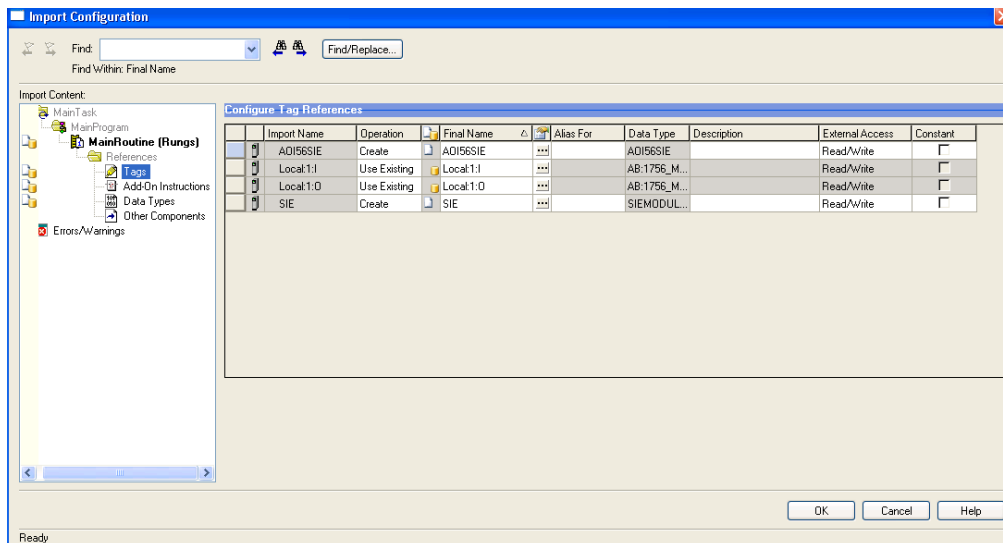 Import Configuration
Find: Find/Replace...
Find Within: Final Name
Import Content:
MainTask
MainProgram
MainRoutine (Rungs)
References
Tags
Add-On Instructions
Data Types
Other Components
Errors/Warnings
Configure Tag References
Import Name Operation Final Name Alias For Data Type Description External Access Constant
AOI56SIE Create AOI56SIE ... AOI56SIE Read/Write
Local:1:I Use Existing Local:1:I ... AB:1756_M... Read/Write
Local:1:O Use Existing Local:1:O ... AB:1756_M... Read/Write
SIE Create SIE ... SIEMODUL... Read/Write
OK Cancel Help
Ready